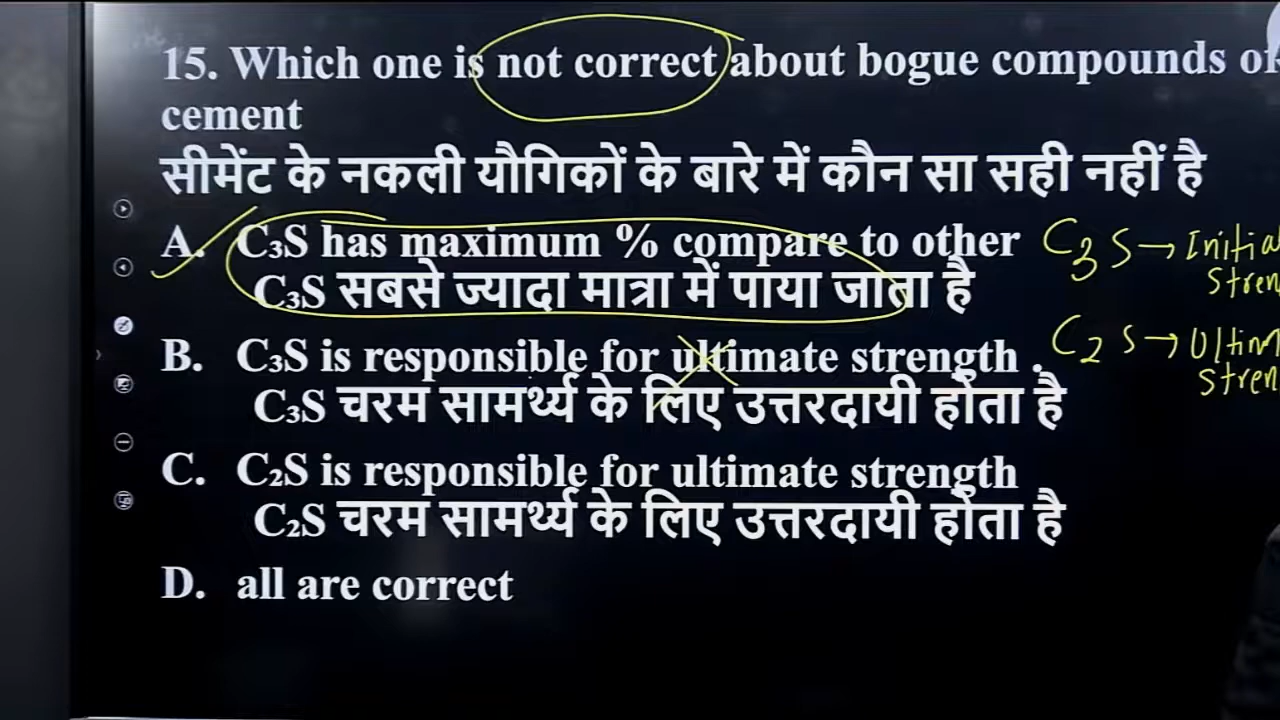 15. Which one is not correct about bogue compounds of
cement
सीमेंट के नकली यौगिकों के बारे में कौन सा सही नहीं है
A. C₃S has maximum % compare to other
C₃S सबसे ज्यादा मात्रा में पाया जाता है
C₃S → Initial
Stren
B. C₃S is responsible for ultimate strength .
C₃S चरम सामर्थ्य के लिए उत्तरदायी होता है
C₂S → Ultim
Stren
C. C₂S is responsible for ultimate strength
C₂S चरम सामर्थ्य के लिए उत्तरदायी होता है
D. all are correct